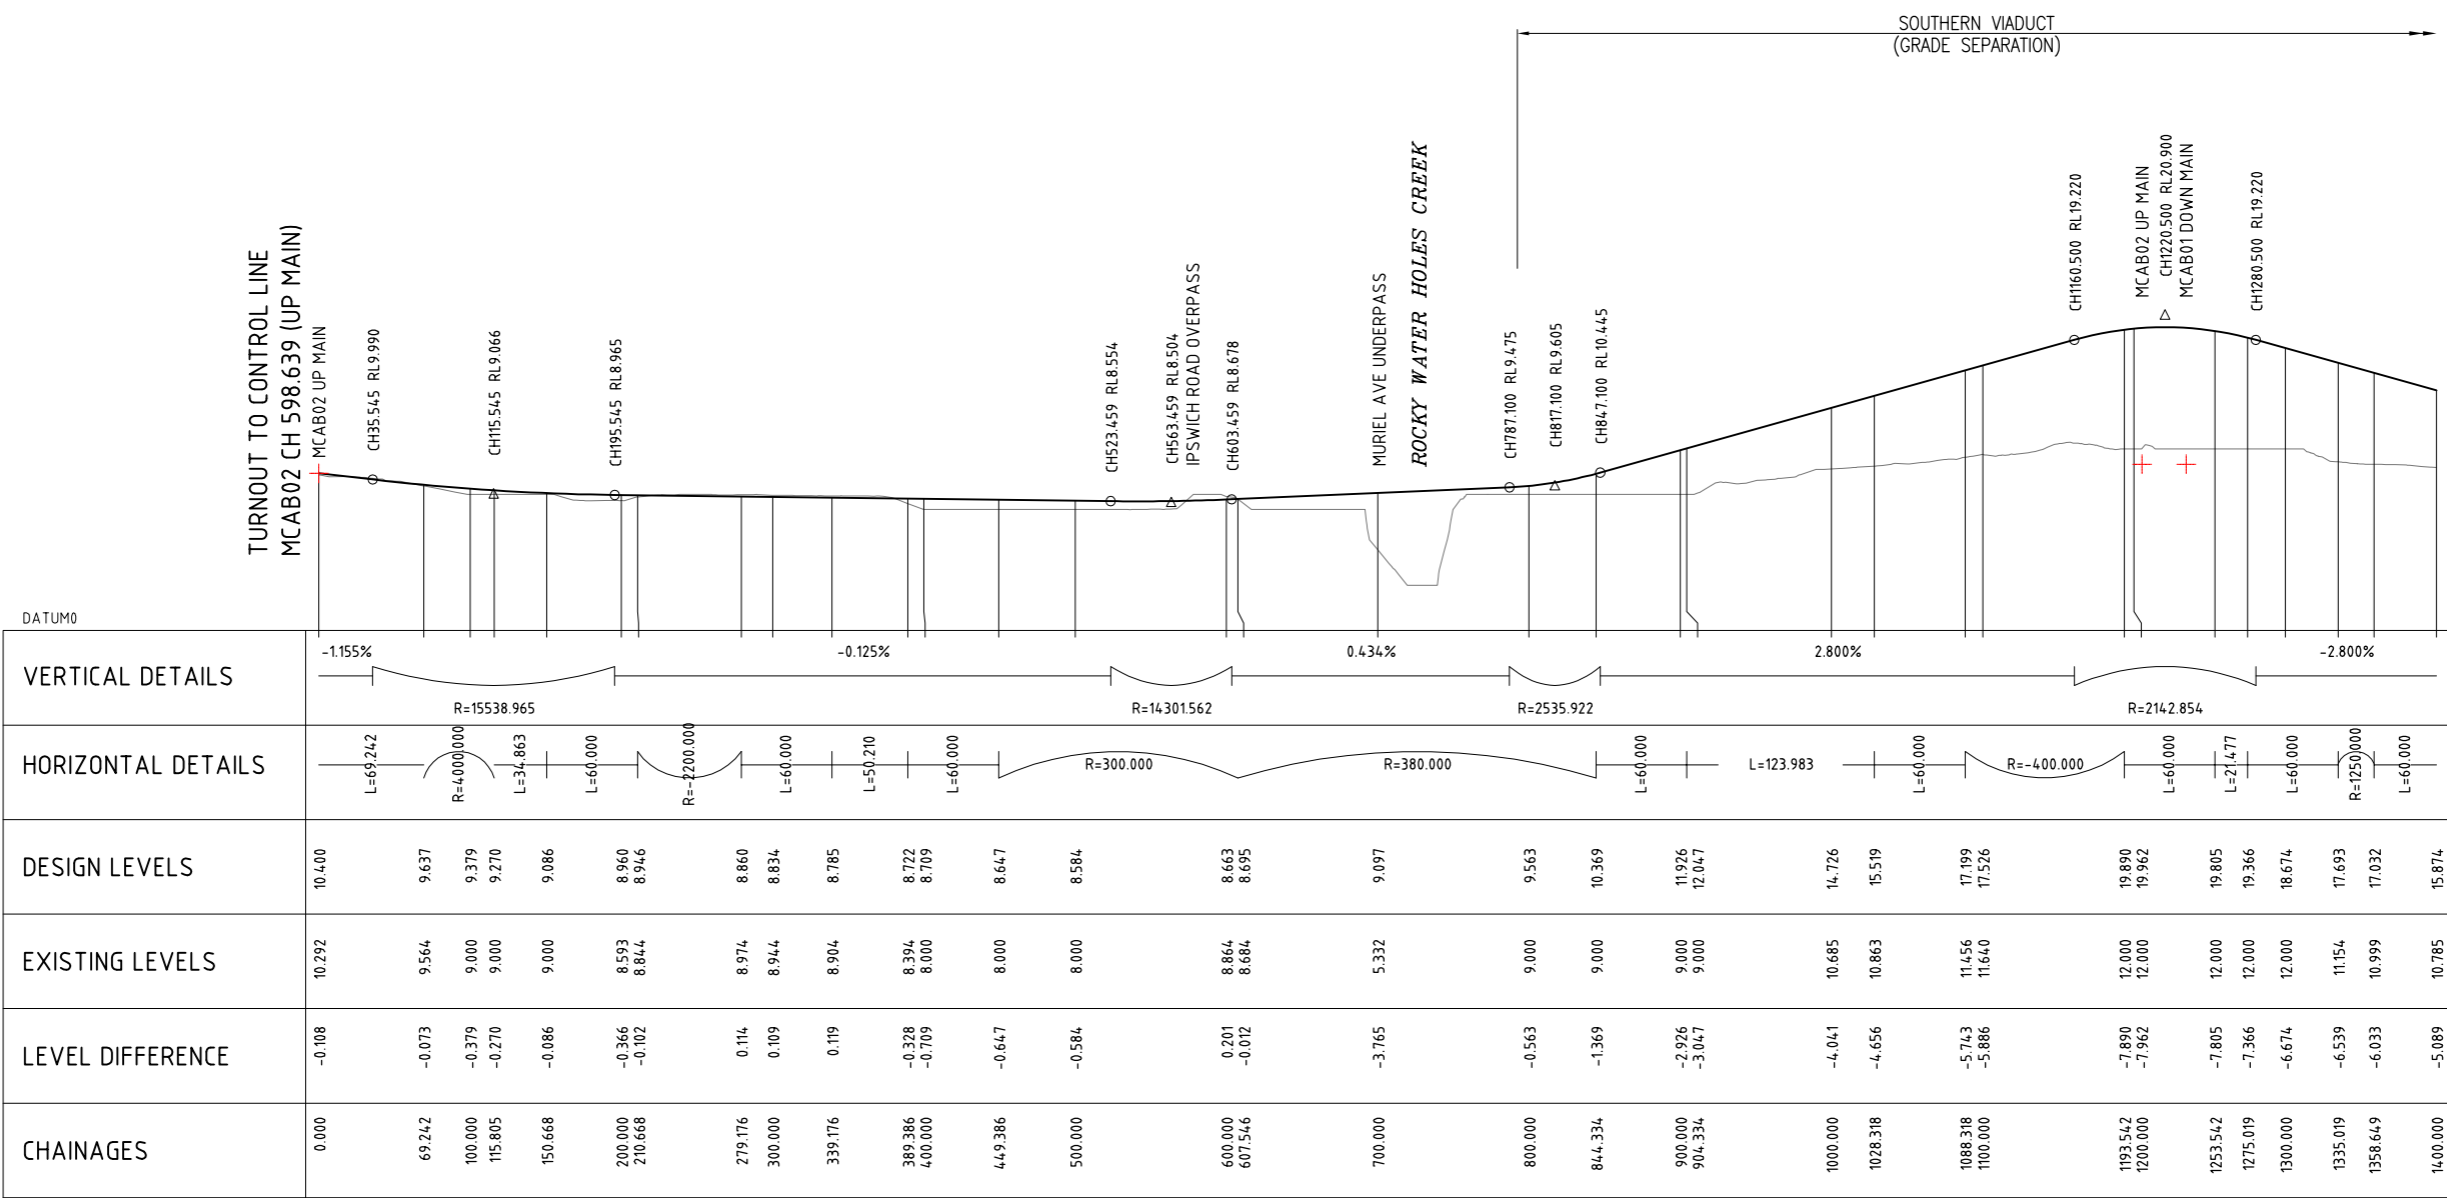 SOUTHERN VIADUCT
(GRADE SEPARATION)
TURNOUT TO CONTROL LINE
MCAB02 CH 598.639 (UP MAIN)
MCAB02 UP MAIN
CH35.545 RL9.990
CH115.545 RL9.066
CH195.545 RL8.965
CH523.459 RL8.554
CH563.459 RL8.504
IPSWICH ROAD OVERPASS
CH603.459 RL8.678
MURIEL AVE UNDERPASS
ROCKY WATER HOLES CREEK
CH787.100 RL9.475
CH817.100 RL9.605
CH847.100 RL10.445
CH1160.500 RL19.220
MCAB02 UP MAIN
CH1220.500 RL20.900
MCAB01 DOWN MAIN
CH1280.500 RL19.220
DATUM0
VERTICAL DETAILS
-1.155%
-0.125%
0.434%
2.800%
-2.800%
R=15538.965
R=14301.562
R=2535.922
R=2142.854
HORIZONTAL DETAILS
L=69.242
R=4000.000
L=34.863
L=60.000
R=-2200.000
L=60.000
L=50.210
L=60.000
R=300.000
R=380.000
L=60.000
L=123.983
L=60.000
R=-400.000
L=60.000
L=21.477
L=60.000
R=1250.000
L=60.000
DESIGN LEVELS
10.400
9.637
9.379
9.270
9.086
8.960
8.946
8.860
8.834
8.785
8.722
8.709
8.647
8.584
8.663
8.695
9.097
9.563
10.369
11.926
12.047
14.726
15.519
17.199
17.526
19.890
19.962
19.805
19.366
18.674
17.693
17.032
15.874
EXISTING LEVELS
10.292
9.564
9.000
9.000
9.000
8.593
8.844
8.974
8.944
8.904
8.394
8.000
8.000
8.000
8.864
8.684
5.332
9.000
9.000
9.000
9.000
10.685
10.863
11.456
11.640
12.000
12.000
12.000
12.000
12.000
11.154
10.999
10.785
LEVEL DIFFERENCE
-0.108
-0.073
-0.379
-0.270
-0.086
-0.366
-0.102
0.114
0.109
0.119
-0.328
-0.709
-0.647
-0.584
0.201
-0.012
-3.765
-0.563
-1.369
-2.926
-3.047
-4.041
-4.656
-5.743
-5.886
-7.890
-7.962
-7.805
-7.366
-6.674
-6.539
-6.033
-5.089
CHAINAGES
0.000
69.242
100.000
115.805
150.668
200.000
210.668
279.176
300.000
339.176
389.386
400.000
449.386
500.000
600.000
607.546
700.000
800.000
844.334
900.000
904.334
1000.000
1028.318
1088.318
1100.000
1193.542
1200.000
1253.542
1275.019
1300.000
1335.019
1358.649
1400.000